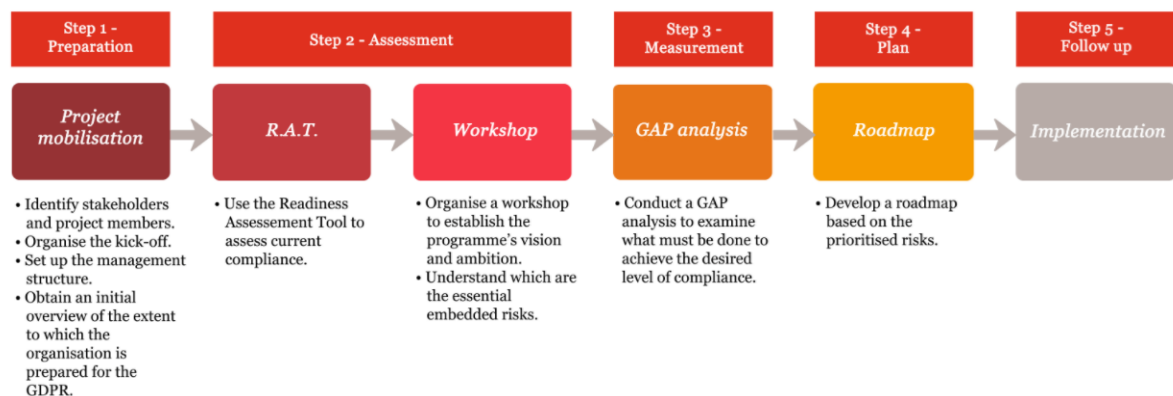 Step 1 -
Preparation
Step 2 - Assessment
Step 3 -
Measurement
Step 4 -
Plan
Step 5 -
Follow up
Project
mobilisation
R.A.T.
Workshop
GAP analysis
Roadmap
Implementation
• Identify stakeholders
and project members.
• Organise the kick-off.
• Set up the management
structure.
• Obtain an initial
overview of the extent
to which the
organisation is
prepared for the
GDPR.
• Use the Readiness
Assessment Tool to
assess current
compliance.
• Organise a workshop
to establish the
programme's vision
and ambition.
• Understand which are
the essential
embedded risks.
• Conduct a GAP
analysis to examine
what must be done to
achieve the desired
level of compliance.
• Develop a roadmap
based on the
prioritised risks.